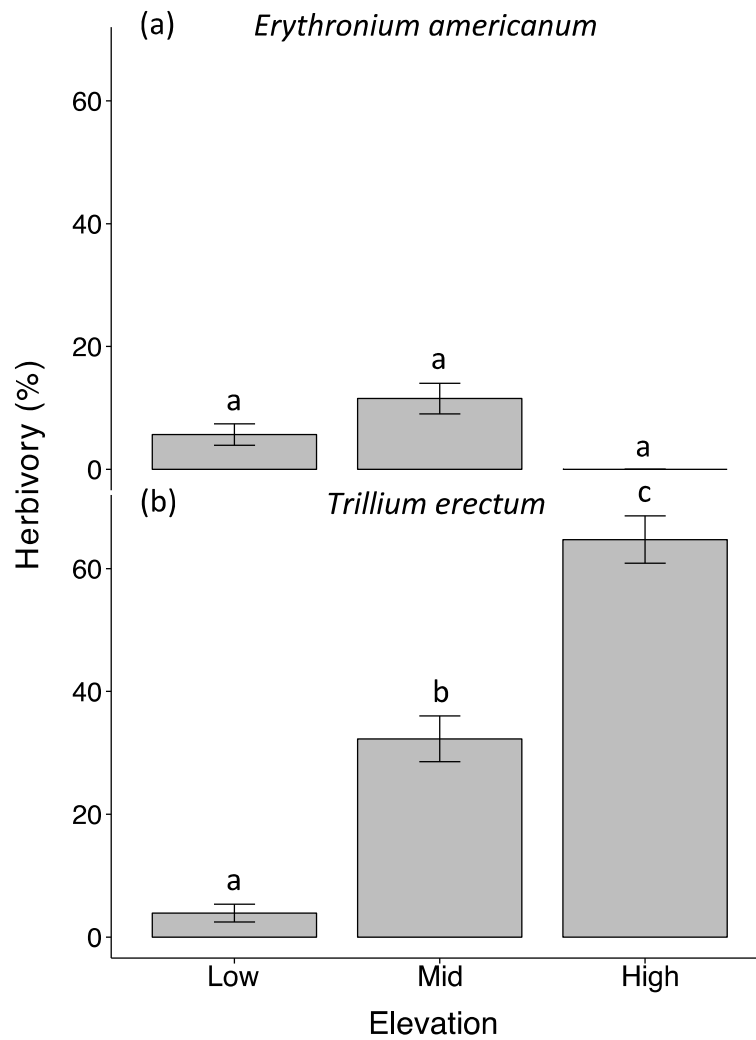 (a) Erythronium americanum
60
40
20
0
a
a
a
Herbivory (%)
(b) Trillium erectum
60
40
20
0
a
b
c
Low Mid High
Elevation